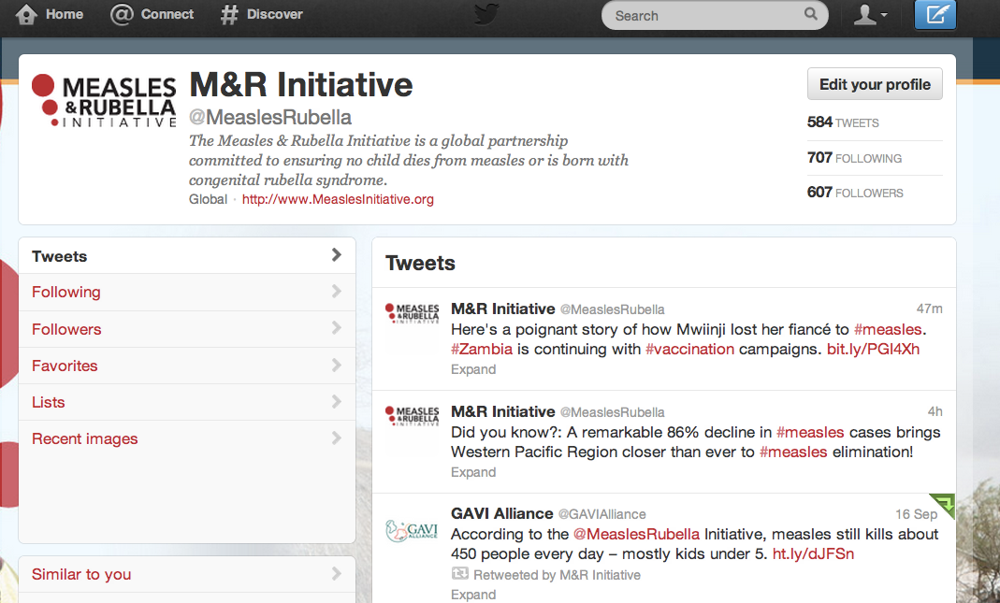 Home
@ Connect
# Discover
Search
MEASLES
& RUBELLA
INITIATIVE
M&R Initiative
@MeaslesRubella
The Measles & Rubella Initiative is a global partnership
committed to ensuring no child dies from measles or is born with
congenital rubella syndrome.
Global · http://www.MeaslesInitiative.org
Edit your profile
584 TWEETS
707 FOLLOWING
607 FOLLOWERS
Tweets
Following
Followers
Favorites
Lists
Recent images
Similar to you
Tweets
MEASLES
& RUBELLA
INITIATIVE
M&R Initiative @MeaslesRubella 47m
Here's a poignant story of how Mwiinji lost her fiancé to #measles.
#Zambia is continuing with #vaccination campaigns. bit.ly/PGI4Xh
Expand
MEASLES
& RUBELLA
INITIATIVE
M&R Initiative @MeaslesRubella 4h
Did you know?: A remarkable 86% decline in #measles cases brings
Western Pacific Region closer than ever to #measles elimination!
Expand
GAVI
ALLIANCE
GAVI Alliance @GAVIAlliance 16 Sep
According to the @MeaslesRubella Initiative, measles still kills about
450 people every day – mostly kids under 5. ht.ly/dJFSn
Retweeted by M&R Initiative
Expand